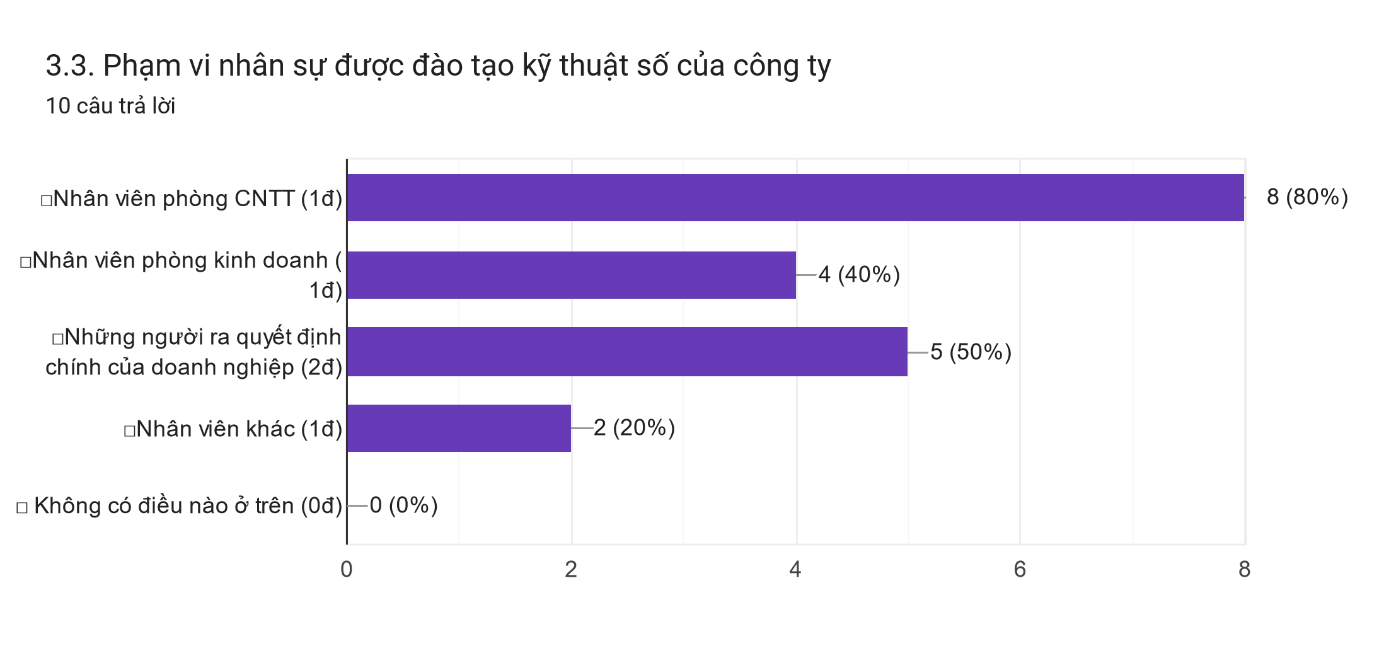 3.3. Phạm vi nhân sự được đào tạo kỹ thuật số của công ty
10 câu trả lời
□Nhân viên phòng CNTT (1đ)
8 (80%)
□Nhân viên phòng kinh doanh (
1đ)
4 (40%)
□Những người ra quyết định
chính của doanh nghiệp (2đ)
5 (50%)
□Nhân viên khác (1đ)
2 (20%)
□ Không có điều nào ở trên (0đ)
0 (0%)
0 2 4 6 8